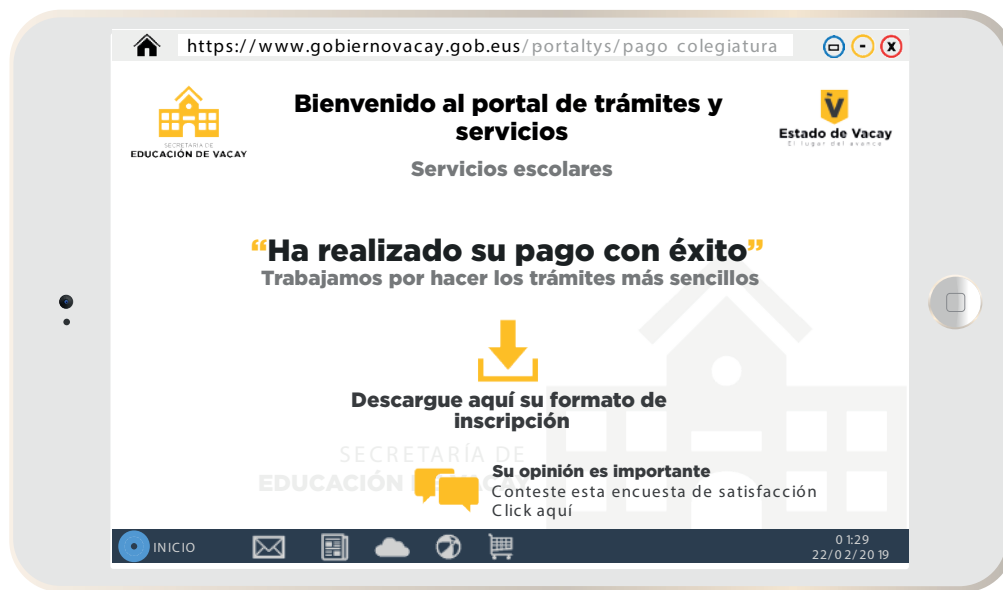 https://www.gobiernovacay.gob.eus/portaltys/pago colegiatura
Bienvenido al portal de trámites y
servicios
Servicios escolares
SECRETARÍA DE
EDUCACIÓN DE VACAY
V
Estado de Vacay
El lugar del avance
“Ha realizado su pago con éxito”
Trabajamos por hacer los trámites más sencillos
Descargue aquí su formato de
inscripción
SECRETARÍA DE
EDUCACIÓN DE VACAY
Su opinión es importante
Conteste esta encuesta de satisfacción
Click aquí
INICIO
01:29
22/02/2019